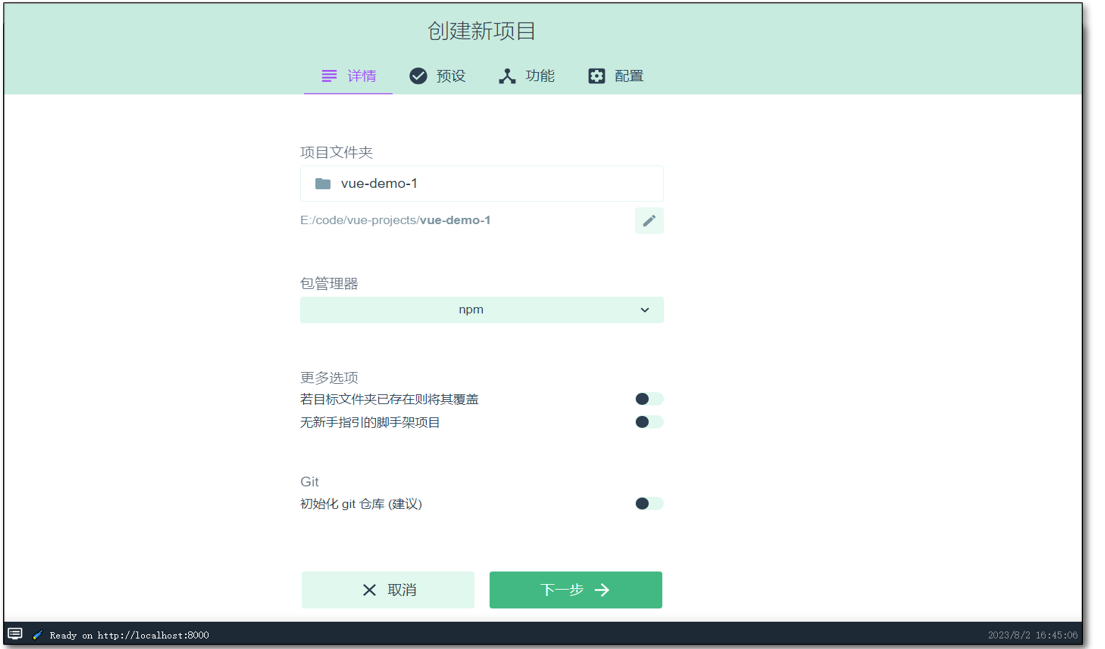 创建新项目
详情 预设 功能 配置
项目文件夹
vue-demo-1
E:/code/vue-projects/vue-demo-1
包管理器
npm
更多选项
若目标文件夹已存在则将其覆盖
无新手指引的脚手架项目
Git
初始化 git 仓库 (建议)
取消 下一步
Ready on http://localhost:8000 2023/8/2 16:45:06